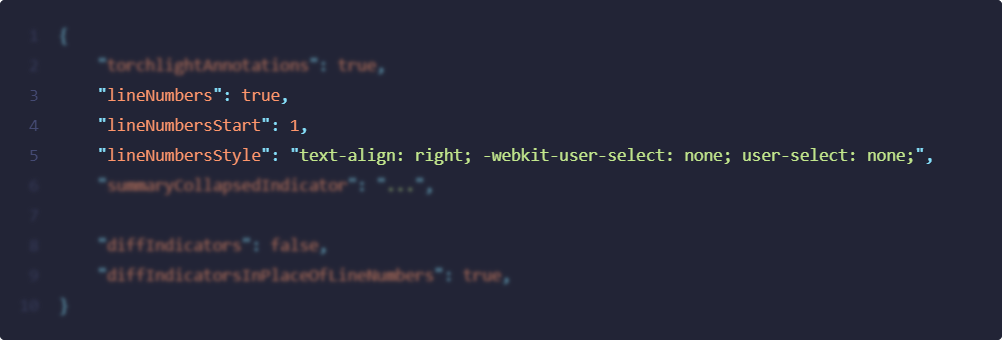 1 {
2 "torchlightAnnotations": true,
3 "lineNumbers": true,
4 "lineNumbersStart": 1,
5 "lineNumbersStyle": "text-align: right; -webkit-user-select: none; user-select: none;",
6 "summaryCollapsedIndicator": "...",
7
8 "diffIndicators": false,
9 "diffIndicatorsInPlaceOfLineNumbers": true,
10 }